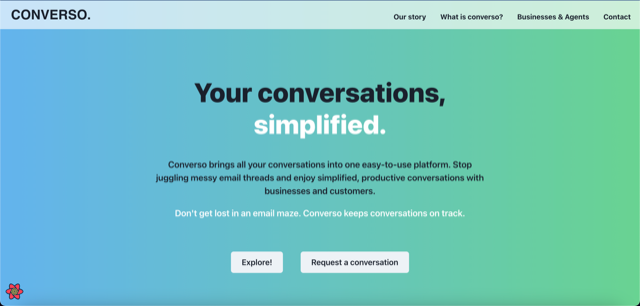 CONVERSO.
Our story
What is converso?
Businesses & Agents
Contact
Your conversations,
simplified.
Converso brings all your conversations into one easy-to-use platform. Stop
juggling messy email threads and enjoy simplified, productive conversations with
businesses and customers.
Don't get lost in an email maze. Converso keeps conversations on track.
Explore!
Request a conversation